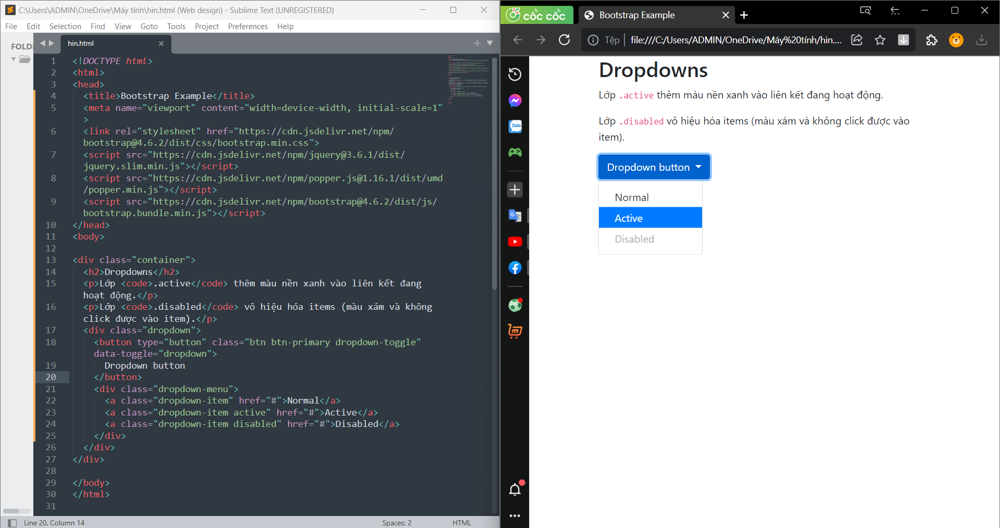 C:\Users\ADMIN\OneDrive\Máy tính\hin.html (Web design) - Sublime Text (UNREGISTERED)
File Edit Selection Find View Goto Tools Project Preferences Help
FOLD
hin.html
1 <!DOCTYPE html>
2 <html>
3 <head>
4 <title>Bootstrap Example</title>
5 <meta name="viewport" content="width=device-width, initial-scale=1"
>
6 <link rel="stylesheet" href="https://cdn.jsdelivr.net/npm/
bootstrap@4.6.2/dist/css/bootstrap.min.css">
7 <script src="https://cdn.jsdelivr.net/npm/jquery@3.6.1/dist/
jquery.slim.min.js"></script>
8 <script src="https://cdn.jsdelivr.net/npm/popper.js@1.16.1/dist/umd
/popper.min.js"></script>
9 <script src="https://cdn.jsdelivr.net/npm/bootstrap@4.6.2/dist/js/
bootstrap.bundle.min.js"></script>
10 </head>
11 <body>
12
13 <div class="container">
14 <h2>Dropdowns</h2>
15 <p>Lớp <code>.active</code> thêm màu nền xanh vào liên kết đang
hoạt động.</p>
16 <p>Lớp <code>.disabled</code> vô hiệu hóa items (màu xám và không
click được vào item).</p>
17 <div class="dropdown">
18 <button type="button" class="btn btn-primary dropdown-toggle"
data-toggle="dropdown">
19 Dropdown button
20 </button>
21 <div class="dropdown-menu">
22 <a class="dropdown-item" href="#">Normal</a>
23 <a class="dropdown-item active" href="#">Active</a>
24 <a class="dropdown-item disabled" href="#">Disabled</a>
25 </div>
26 </div>
27 </div>
28
29 </body>
30 </html>
31
Line 20, Column 14 Spaces: 2 HTML
cốc cốc Bootstrap Example
Tệp file:///C:/Users/ADMIN/OneDrive/Máy%20tính/hin....
Zalo
Dropdowns
Lớp .active thêm màu nền xanh vào liên kết đang hoạt động.
Lớp .disabled vô hiệu hóa items (màu xám và không click được vào
item).
Dropdown button
Normal
Active
Disabled